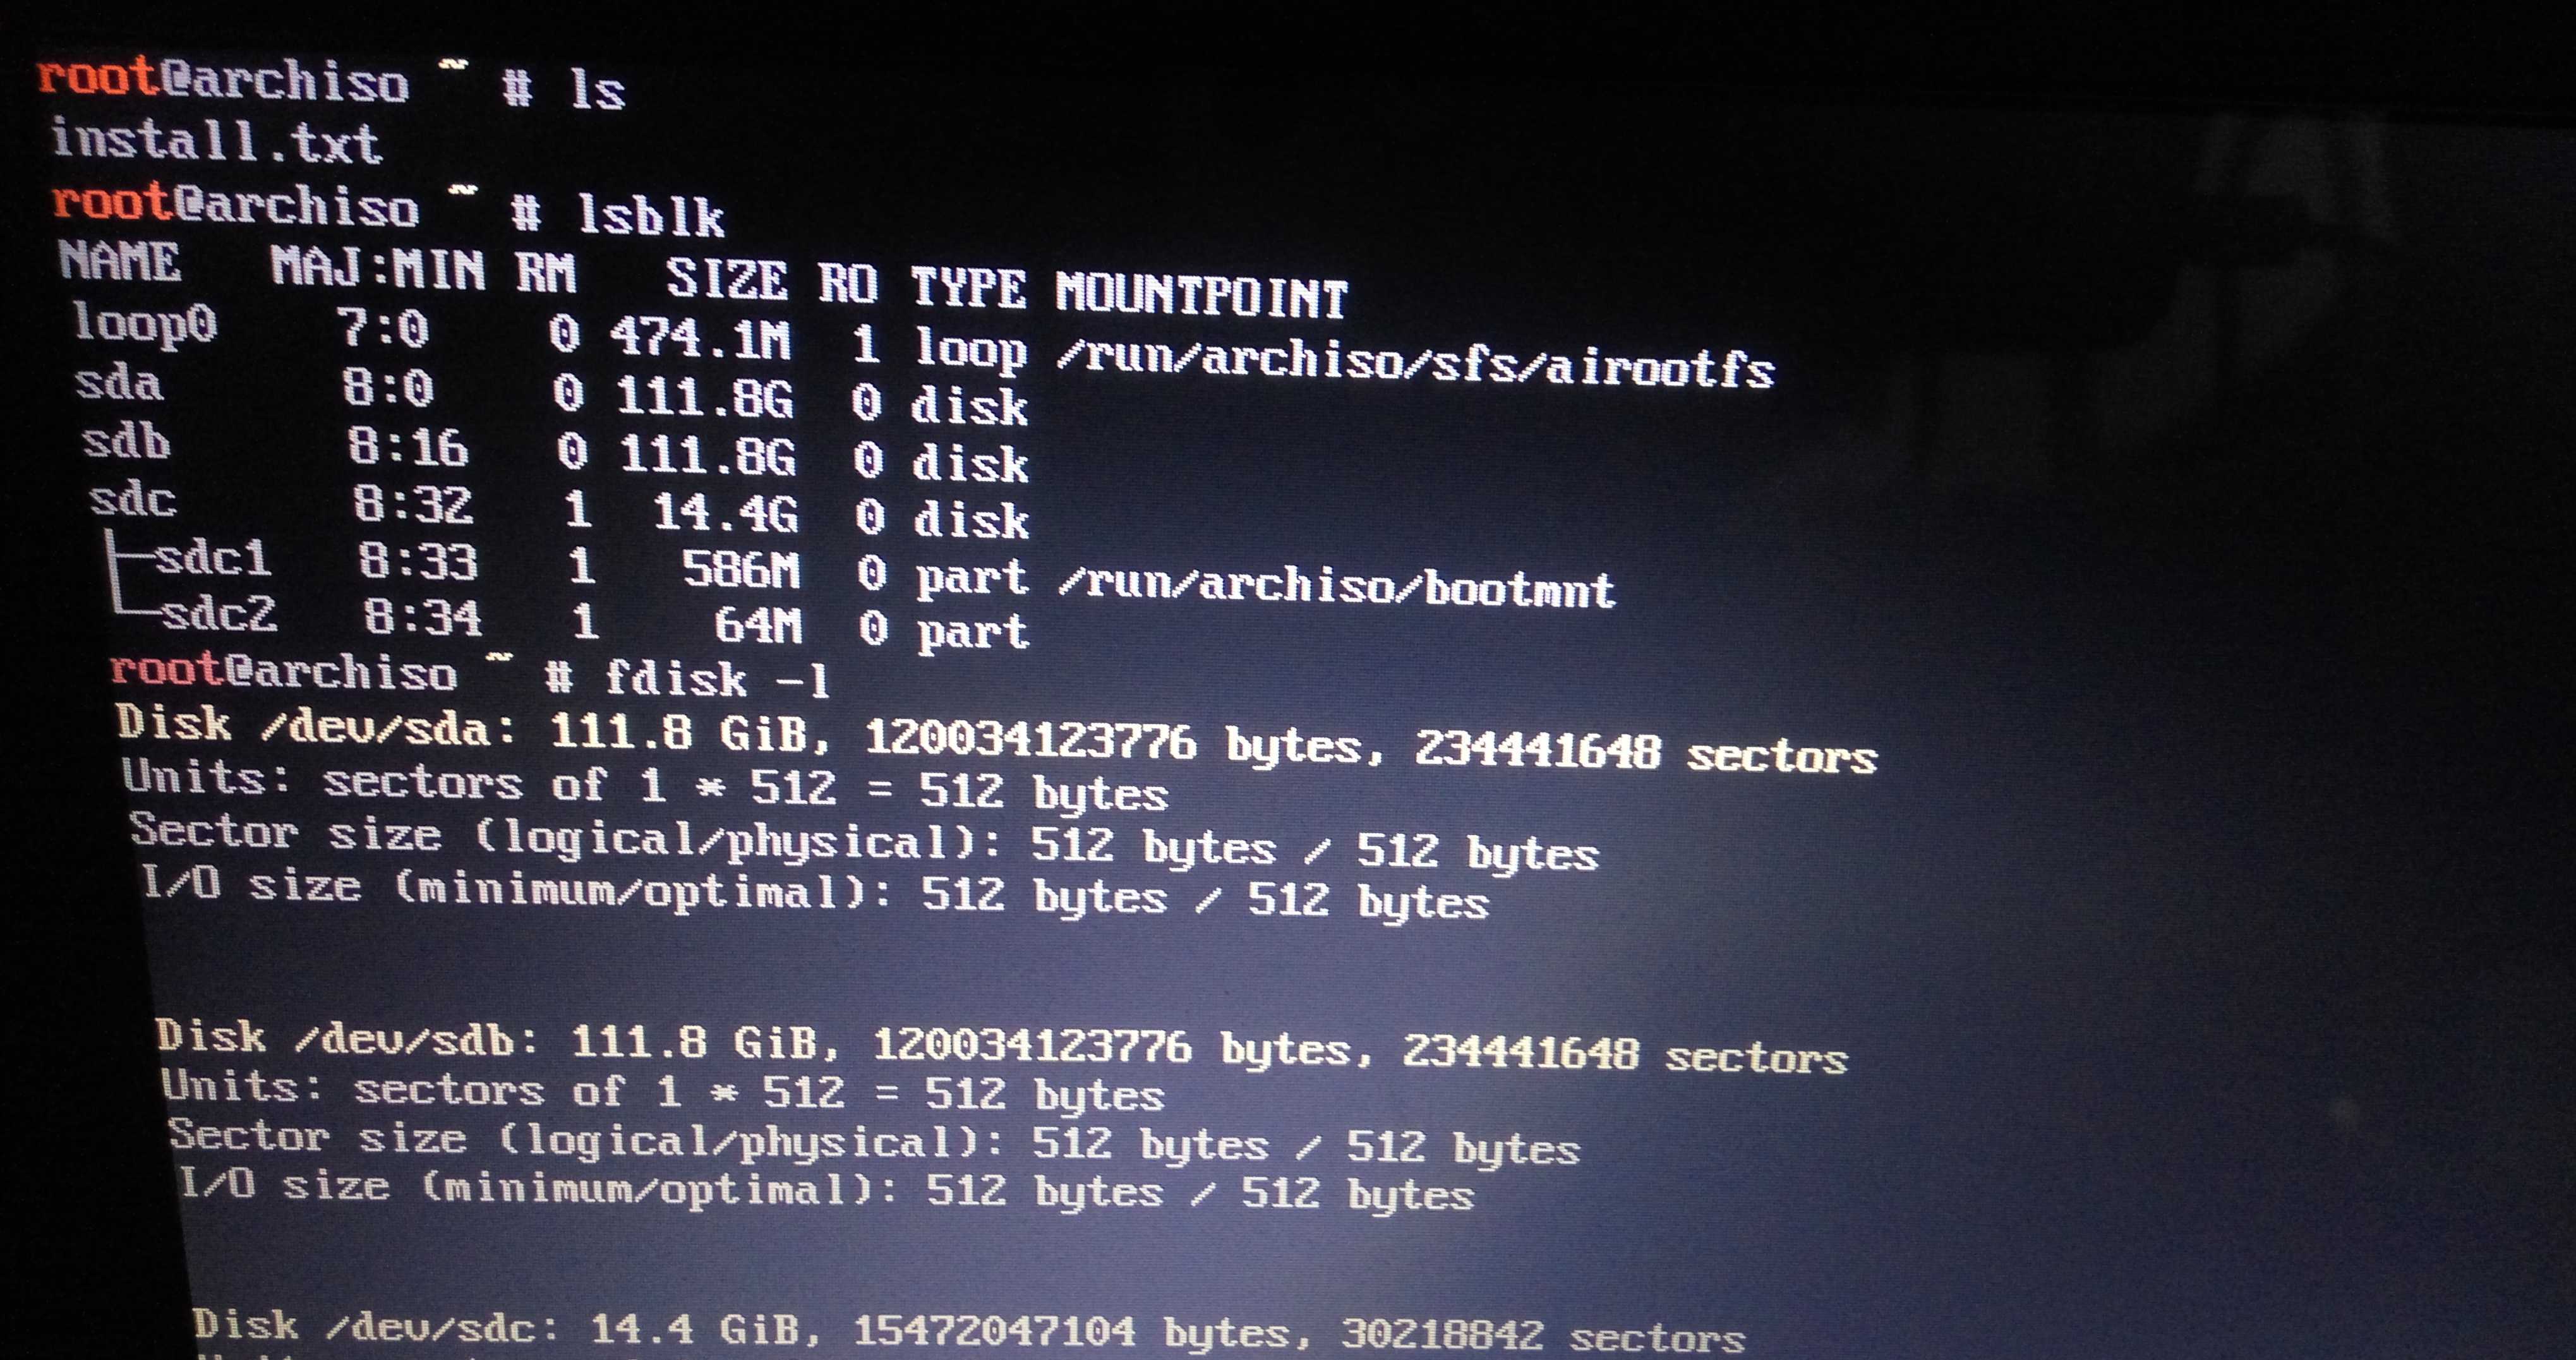 root@archiso ~ # ls
install.txt
root@archiso ~ # lsblk
NAME   MAJ:MIN RM   SIZE RO TYPE MOUNTPOINT
loop0    7:0    0 474.1M  1 loop /run/archiso/sfs/airootfs
sda      8:0    0 111.8G  0 disk
sdb      8:16   0 111.8G  0 disk
sdc      8:32   1  14.4G  0 disk
├─sdc1   8:33   1   586M  0 part /run/archiso/bootmnt
└─sdc2   8:34   1    64M  0 part
root@archiso ~ # fdisk -l
Disk /dev/sda: 111.8 GiB, 120034123776 bytes, 234441648 sectors
Units: sectors of 1 * 512 = 512 bytes
Sector size (logical/physical): 512 bytes / 512 bytes
I/O size (minimum/optimal): 512 bytes / 512 bytes
Disk /dev/sdb: 111.8 GiB, 120034123776 bytes, 234441648 sectors
Units: sectors of 1 * 512 = 512 bytes
Sector size (logical/physical): 512 bytes / 512 bytes
I/O size (minimum/optimal): 512 bytes / 512 bytes
Disk /dev/sdc: 14.4 GiB, 15472047104 bytes, 30218842 sectors